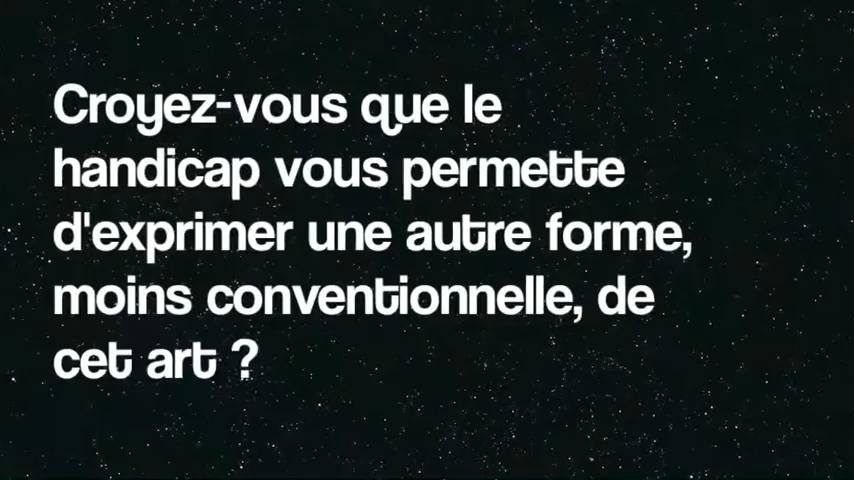 Croyez-vous que le
handicap vous permette
d'exprimer une autre forme,
moins conventionnelle, de
cet art ?